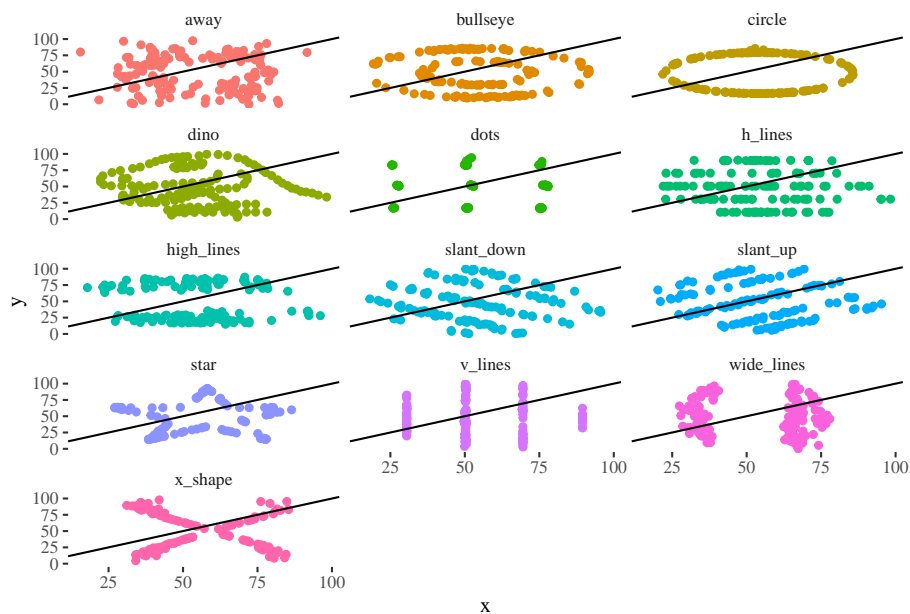 away bullseye circle
100
75
50
25
0
dino dots h_lines
100
75
50
25
0
high_lines slant_down slant_up
100
75
50
25
0
y
star v_lines wide_lines
100
75
50
25
0
25 50 75 100 25 50 75 100
x_shape
100
75
50
25
0
25 50 75 100
x